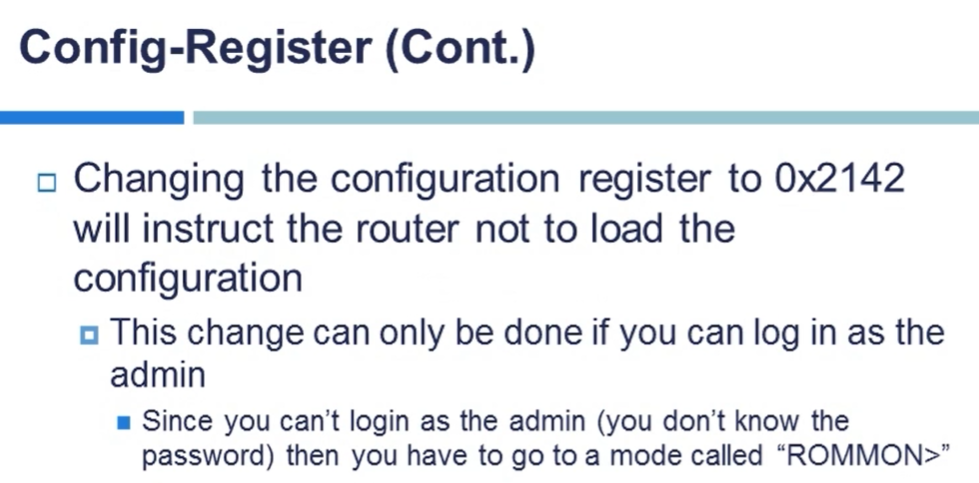 Config-Register (Cont.)
Changing the configuration register to 0x2142
will instruct the router not to load the
configuration
This change can only be done if you can log in as the
admin
Since you can't login as the admin (you don't know the
password) then you have to go to a mode called “ROMMON>”